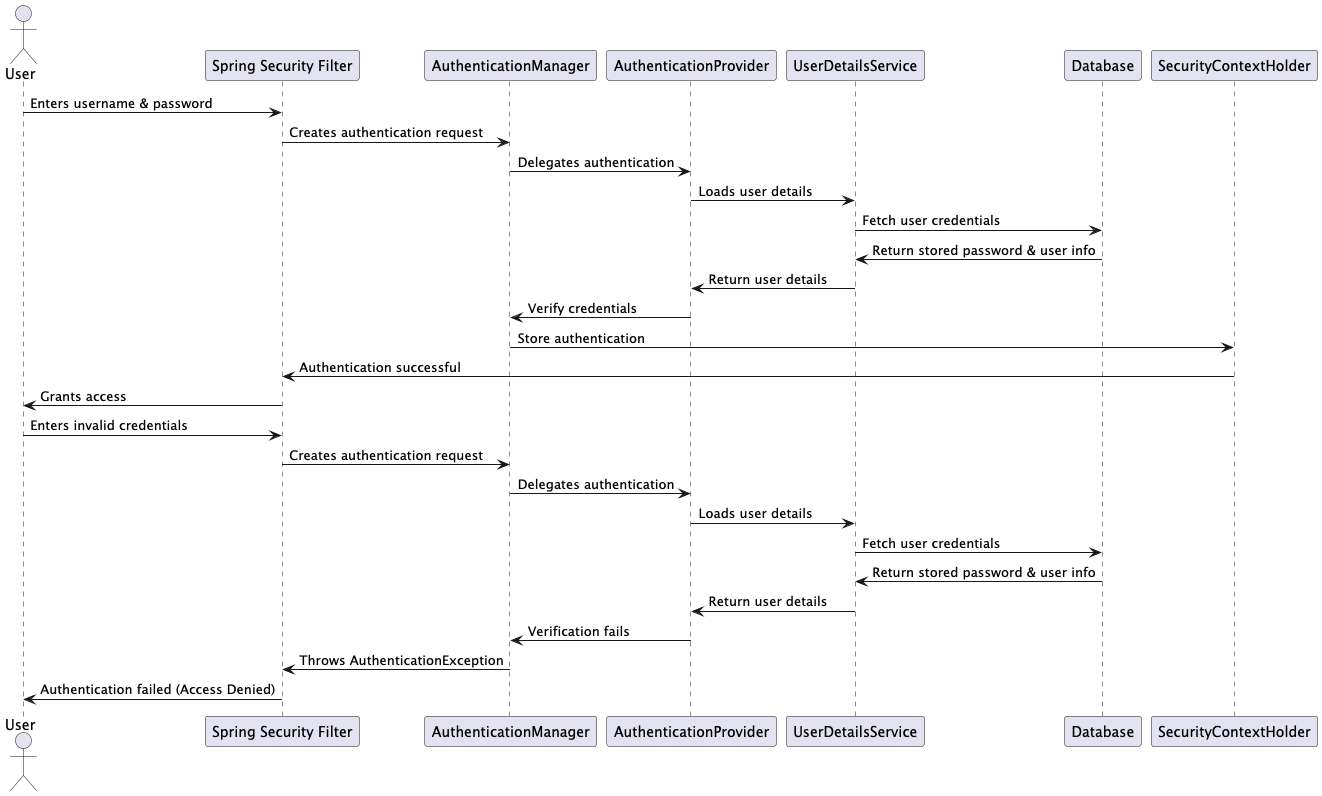 User
Spring Security Filter
AuthenticationManager
AuthenticationProvider
UserDetailsService
Database
SecurityContextHolder
Enters username & password
Creates authentication request
Delegates authentication
Loads user details
Fetch user credentials
Return stored password & user info
Return user details
Verify credentials
Store authentication
Authentication successful
Grants access
Enters invalid credentials
Creates authentication request
Delegates authentication
Loads user details
Fetch user credentials
Return stored password & user info
Return user details
Verification fails
Throws AuthenticationException
Authentication failed (Access Denied)
User
Spring Security Filter
AuthenticationManager
AuthenticationProvider
UserDetailsService
Database
SecurityContextHolder